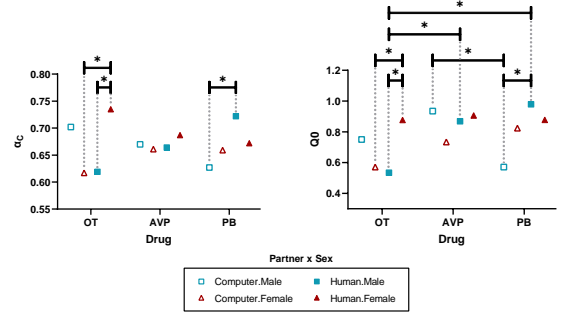 *
*
*
*
*
*
*
*
*
0.80
0.75
0.70
0.65
0.60
0.55
α_C
OT
AVP
PB
Drug
1.2
1.0
0.8
0.6
0.4
Q0
OT
AVP
PB
Drug
Partner x Sex
Computer.Male
Human.Male
Computer.Female
Human.Female